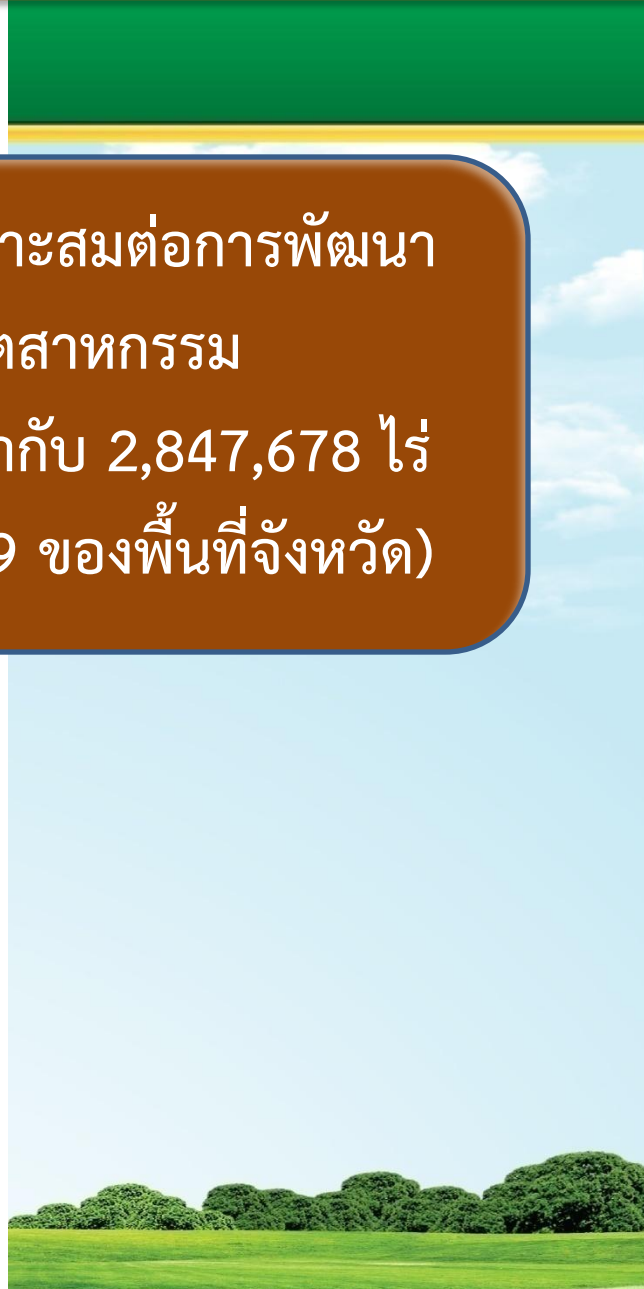 าะสมต่อการพัฒนา
ตสาหกรรม
ากับ 2,847,678 ไร่
9 ของพื้นที่จังหวัด)